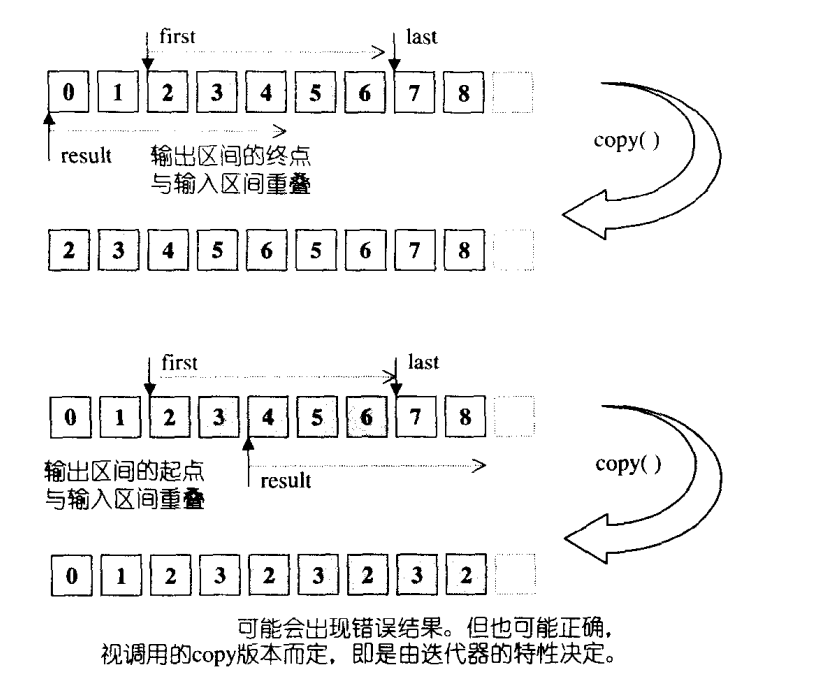 first
last
0 1 2 3 4 5 6 7 8
copy( )
result
输出区间的终点
与输入区间重叠
2 3 4 5 6 5 6 7 8
first
last
0 1 2 3 4 5 6 7 8
copy( )
输出区间的起点
与输入区间重叠
result
0 1 2 3 2 3 2 3 2
可能会出现错误结果。但也可能正确,
视调用的copy版本而定，即是由迭代器的特性决定。